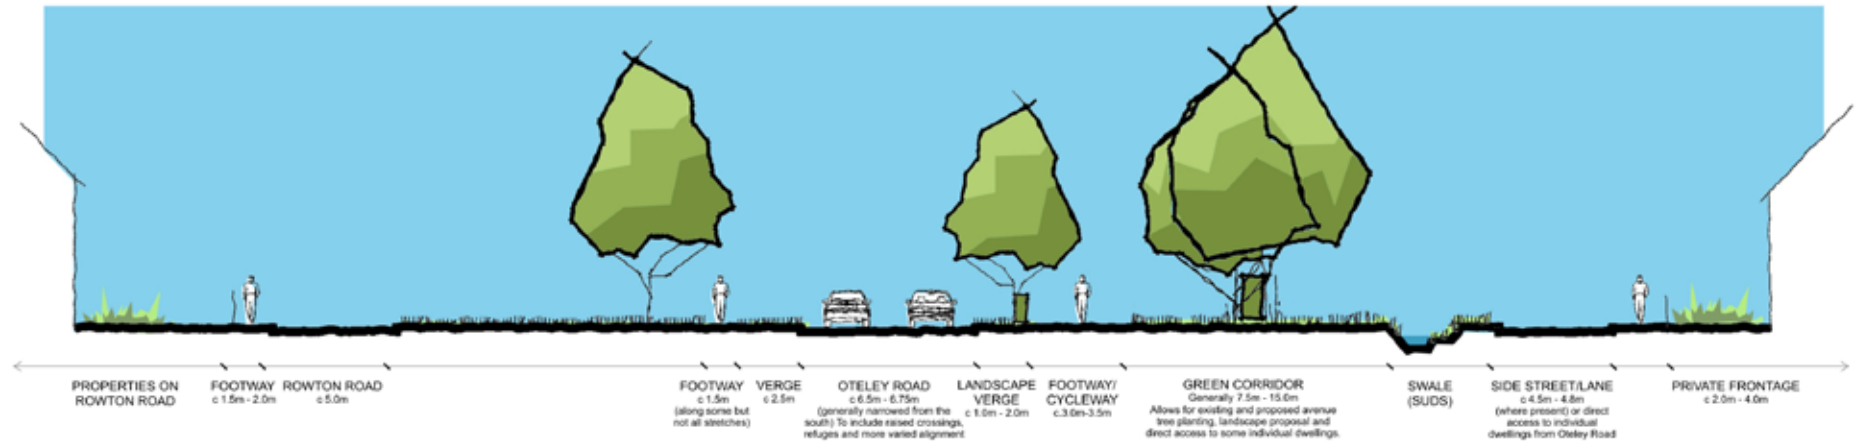 PROPERTIES ON
ROWTON ROAD
FOOTWAY
c 1.5m - 2.0m
ROWTON ROAD
c 5.0m
FOOTWAY
c 1.5m
(along some but
not all stretches)
VERGE
c 2.5m
OTELEY ROAD
c 6.5m - 6.75m
(generally narrowed from the
south) To include raised crossings,
refuges and more varied alignment
LANDSCAPE
VERGE
c 1.0m - 2.0m
FOOTWAY/
CYCLEWAY
c.3.0m-3.5m
GREEN CORRIDOR
Generally 7.5m - 15.0m
Allows for existing and proposed avenue
tree planting, landscape proposal and
direct access to some individual dwellings.
SWALE
(SUDS)
SIDE STREET/LANE
c 4.5m - 4.8m
(where present) or direct
access to individual
dwellings from Oteley Road
PRIVATE FRONTAGE
c 2.0m - 4.0m